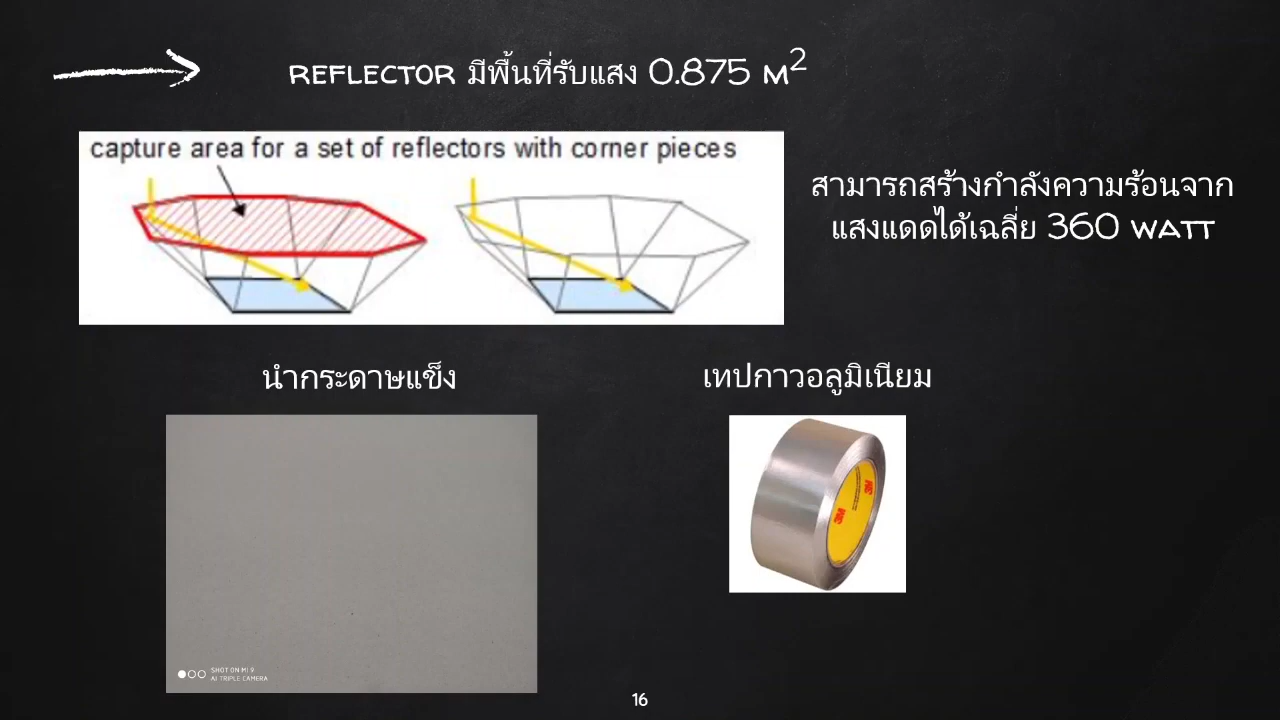 REFLECTOR มีพื้นที่รับแสง 0.875 M²
capture area for a set of reflectors with corner pieces
สามารถสร้างกำลังความร้อนจาก
แสงแดดได้เฉลี่ย 360 WATT
นำกระดาษแข็ง
เทปกาวอลูมิเนียม
3M
3M
SHOT ON MI 9
AI TRIPLE CAMERA
16